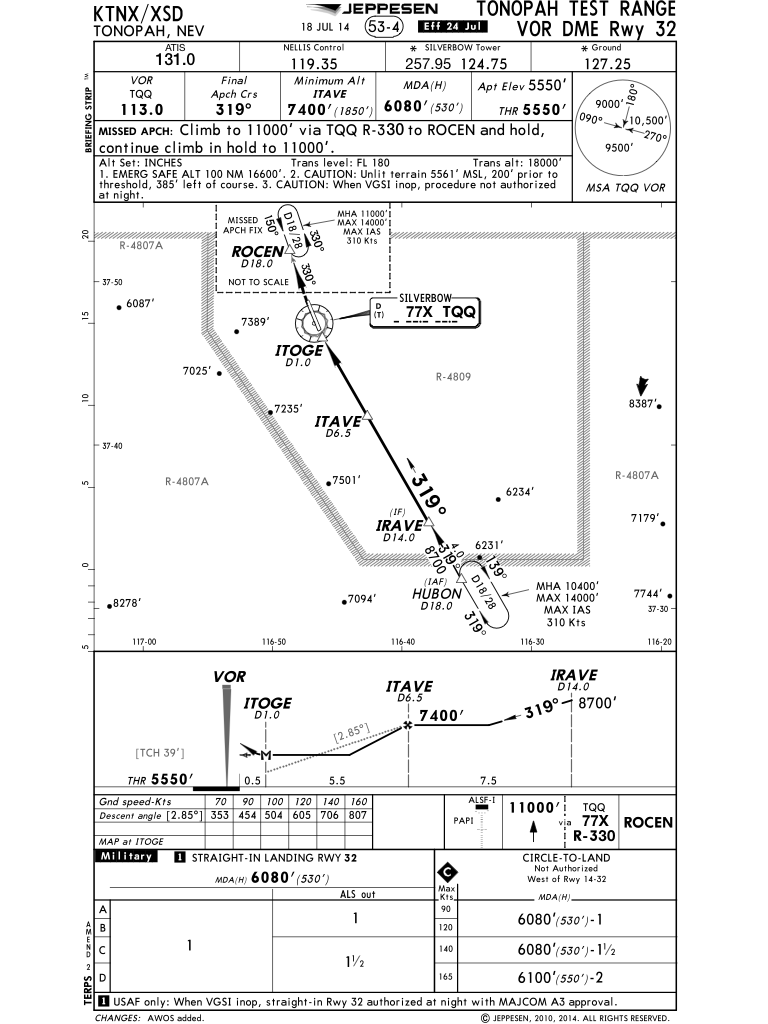 KTNX/XSD
TONOPAH, NEV
JEPPESEN
18 JUL 14
53-4
Eff 24 Jul
TONOPAH TEST RANGE
VOR DME Rwy 32
ATIS
131.0
NELLIS Control
119.35
* SILVERBOW Tower
257.95 124.75
* Ground
127.25
BRIEFING STRIP ™
VOR
TQQ
113.0
Final
Apch Crs
319°
Minimum Alt
ITAVE
7400'(1850')
MDA(H)
6080'(530')
Apt Elev 5550'
THR 5550'
MISSED APCH: Climb to 11000' via TQQ R-330 to ROCEN and hold,
continue climb in hold to 11000'.
Alt Set: INCHES Trans level: FL 180 Trans alt: 18000'
1. EMERG SAFE ALT 100 NM 16600'. 2. CAUTION: Unlit terrain 5561' MSL, 200' prior to
threshold, 385' left of course. 3. CAUTION: When VGSI inop, procedure not authorized
at night.
9000'
180°
090°
10,500'
270°
9500'
MSA TQQ VOR
20
15
10
5
0
5
37-50
37-40
37-30
R-4807A
MISSED
APCH FIX
150°
D18/28
330°
MHA 11000'
MAX 14000'
MAX IAS
310 Kts
ROCEN
D18.0
330°
NOT TO SCALE
6087'
7389'
SILVERBOW
D
(T)
77X TQQ
ITOGE
D1.0
7025'
R-4809
7235'
8387'
ITAVE
D6.5
R-4807A
7501'
319°
R-4807A
6234'
(IF)
IRAVE
D14.0
7179'
4.0
319°
8700
6231'
139°
(IAF)
HUBON
D18.0
D18/28
319°
MHA 10400'
MAX 14000'
MAX IAS
310 Kts
7744'
8278'
7094'
117-00
116-50
116-40
116-30
116-20
VOR
ITOGE
D1.0
ITAVE
D6.5
IRAVE
D14.0
7400'
319°
8700'
[2.85°]
[TCH 39']
THR 5550'
0.5
5.5
7.5
Gnd speed-Kts 70 90 100 120 140 160
Descent angle [2.85°] 353 454 504 605 706 807
MAP at ITOGE
ALSF-I
PAPI
11000'
via
TQQ
77X
R-330
ROCEN
Military
1 STRAIGHT-IN LANDING RWY 32
MDA(H) 6080'(530')
ALS out
C
CIRCLE-TO-LAND
Not Authorized
West of Rwy 14-32
Max
Kts
MDA(H)
A
B
C
D
1
1
1½
90
120
6080'(530')-1
140
6080'(530')-1½
165
6100'(550')-2
TERPS AMEND 2
1 USAF only: When VGSI inop, straight-in Rwy 32 authorized at night with MAJCOM A3 approval.
CHANGES: AWOS added.
© JEPPESEN, 2010, 2014. ALL RIGHTS RESERVED.